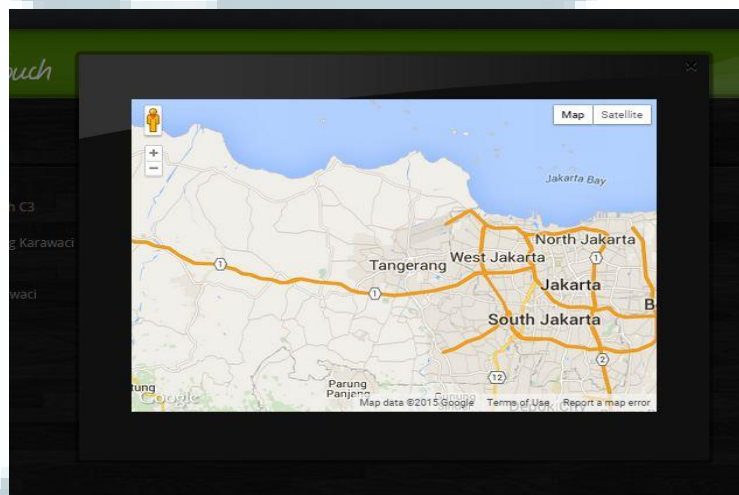 ouch
Map Satellite
+
−
Jakarta Bay
n C3
g Karawaci
North Jakarta
1
West Jakarta
1
Tangerang
Jakarta
1
waci
B
South Jakarta
2
12
tung
Parung
Panjang
Google
Map data ©2015 Google Terms of Use Report a map error
Depok City